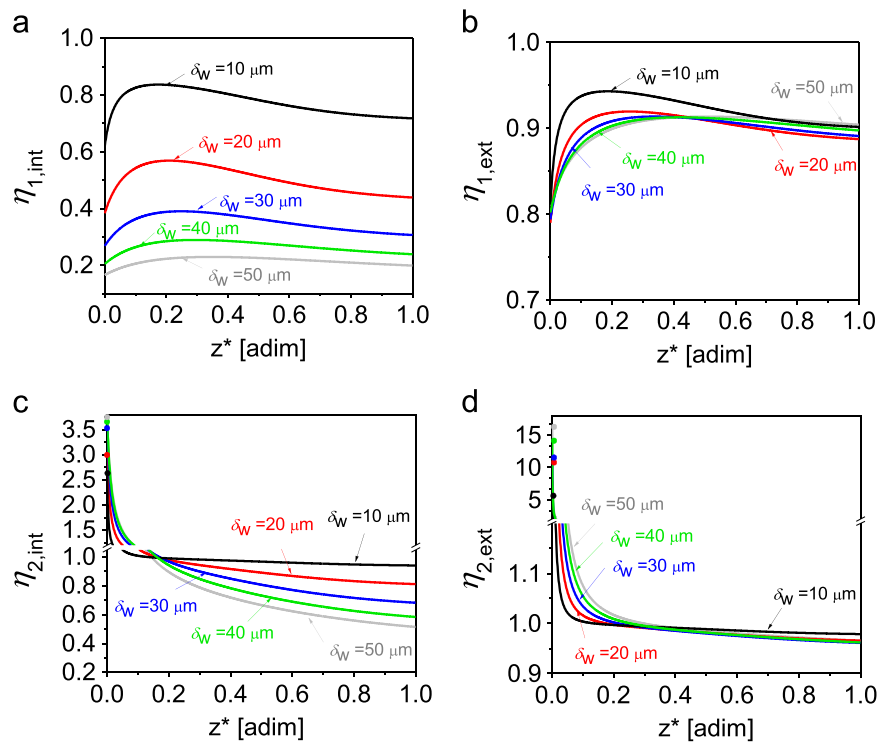 a
1.0
0.8
0.6
0.4
0.2
η1,int
δW =10 μm
δW =20 μm
δW =30 μm
δW =40 μm
δW =50 μm
0.0 0.2 0.4 0.6 0.8 1.0
z* [adim]
b
1.0
0.9
0.8
0.7
η1,ext
δW =10 μm
δW =50 μm
δW =40 μm
δW =20 μm
δW =30 μm
0.0 0.2 0.4 0.6 0.8 1.0
z* [adim]
c
3.5
3.0
2.5
2.0
1.5
1.0
0.8
0.6
0.4
0.2
η2,int
δW =20 μm
δW =10 μm
δW =30 μm
δW =40 μm
δW =50 μm
0.0 0.2 0.4 0.6 0.8 1.0
z* [adim]
d
15
10
5
1.1
1.0
0.9
η2,ext
δW =50 μm
δW =40 μm
δW =30 μm
δW =10 μm
δW =20 μm
0.0 0.2 0.4 0.6 0.8 1.0
z* [adim]